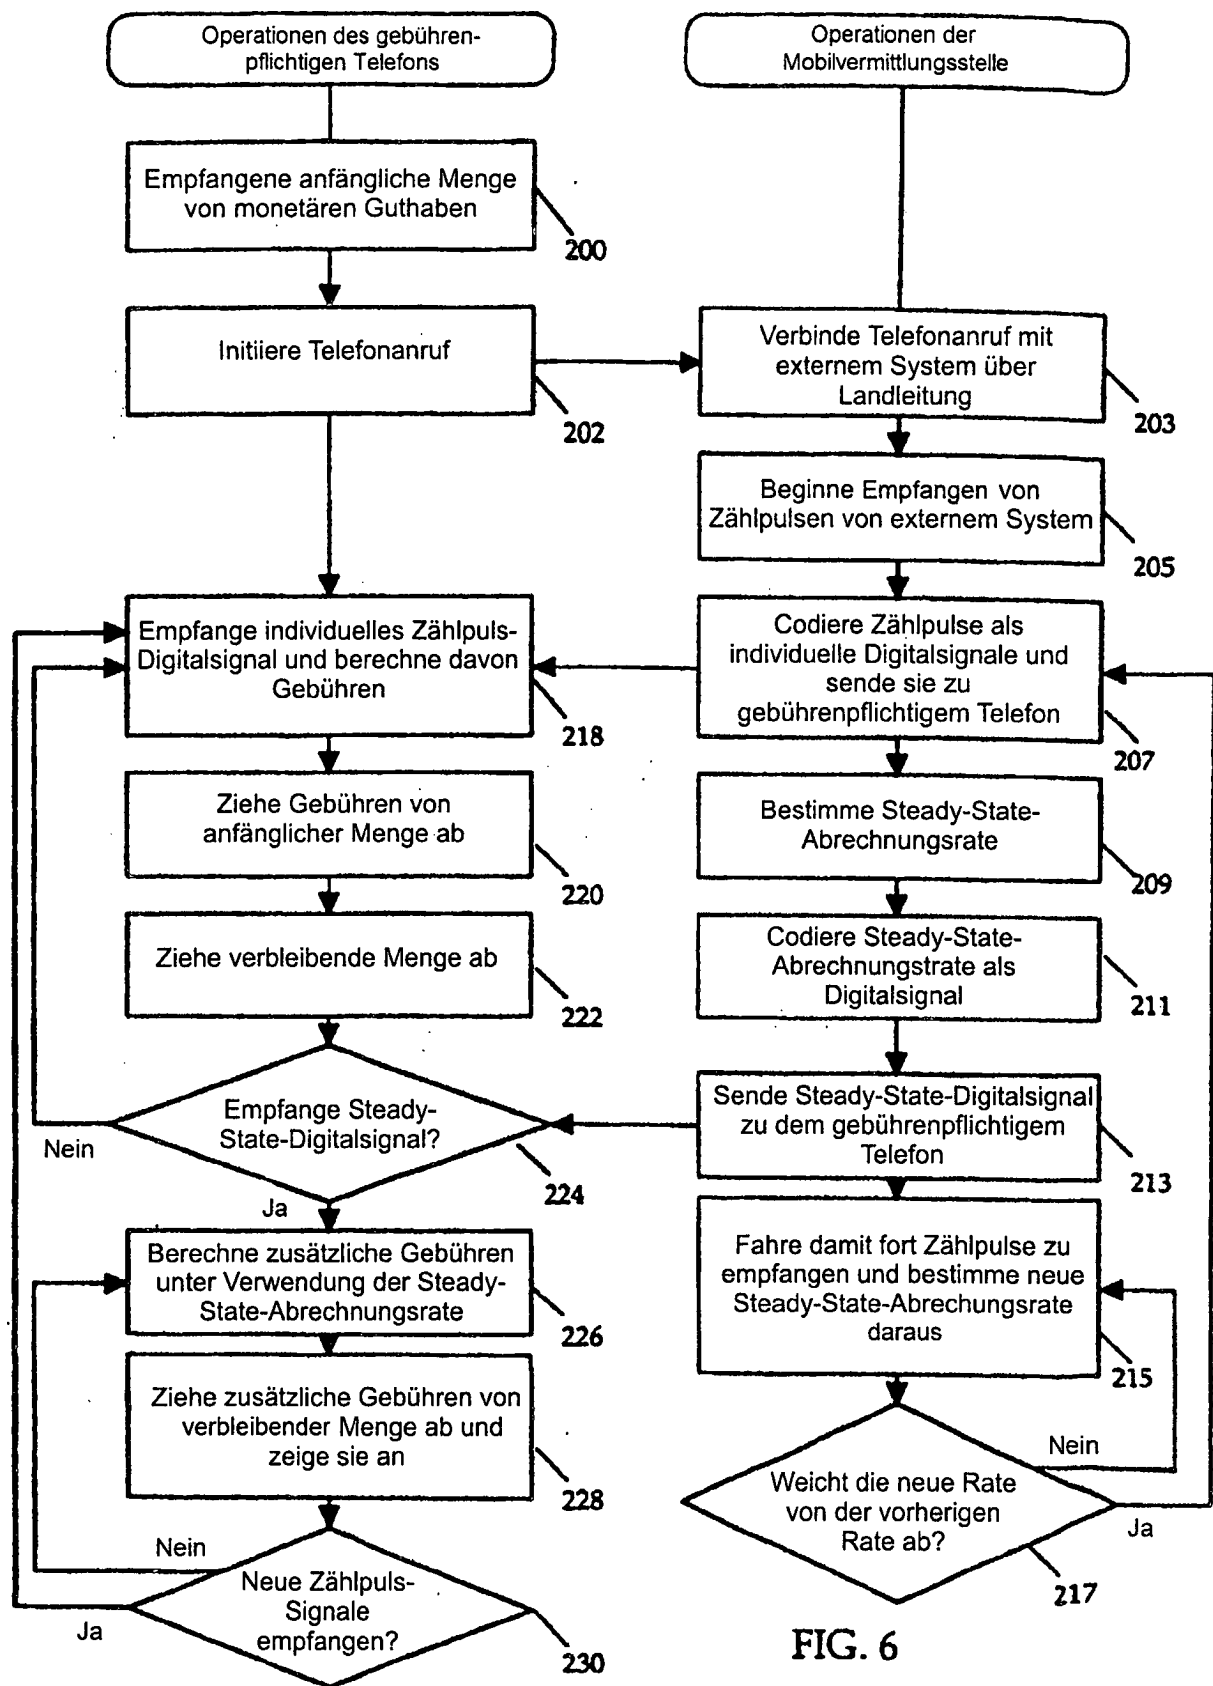 Operationen des gebühren-
pflichtigen Telefons
Empfangene anfängliche Menge
von monetären Guthaben
200
Initiiere Telefonanruf
202
Empfange individuelles Zählpuls-
Digitalsignal und berechne davon
Gebühren
218
Ziehe Gebühren von
anfänglicher Menge ab
220
Ziehe verbleibende Menge ab
222
Empfange Steady-
State-Digitalsignal?
224
Nein
Ja
Berechne zusätzliche Gebühren
unter Verwendung der Steady-
State-Abrechnungsrate
226
Ziehe zusätzliche Gebühren von
verbleibender Menge ab und
zeige sie an
228
Nein
Neue Zählpuls-
Signale
empfangen?
Ja
230
Operationen der
Mobilvermittlungsstelle
Verbinde Telefonanruf mit
externem System über
Landleitung
203
Beginne Empfangen von
Zählpulsen von externem System
205
Codiere Zählpulse als
individuelle Digitalsignale und
sende sie zu
gebührenpflichtigem Telefon
207
Bestimme Steady-State-
Abrechnungsrate
209
Codiere Steady-State-
Abrechnungstrate als
Digitalsignal
211
Sende Steady-State-Digitalsignal
zu dem gebührenpflichtigem
Telefon
213
Fahre damit fort Zählpulse zu
empfangen und bestimme neue
Steady-State-Abrechungsrate
daraus
215
Nein
Weicht die neue Rate
von der vorherigen
Rate ab?
Ja
217
FIG. 6